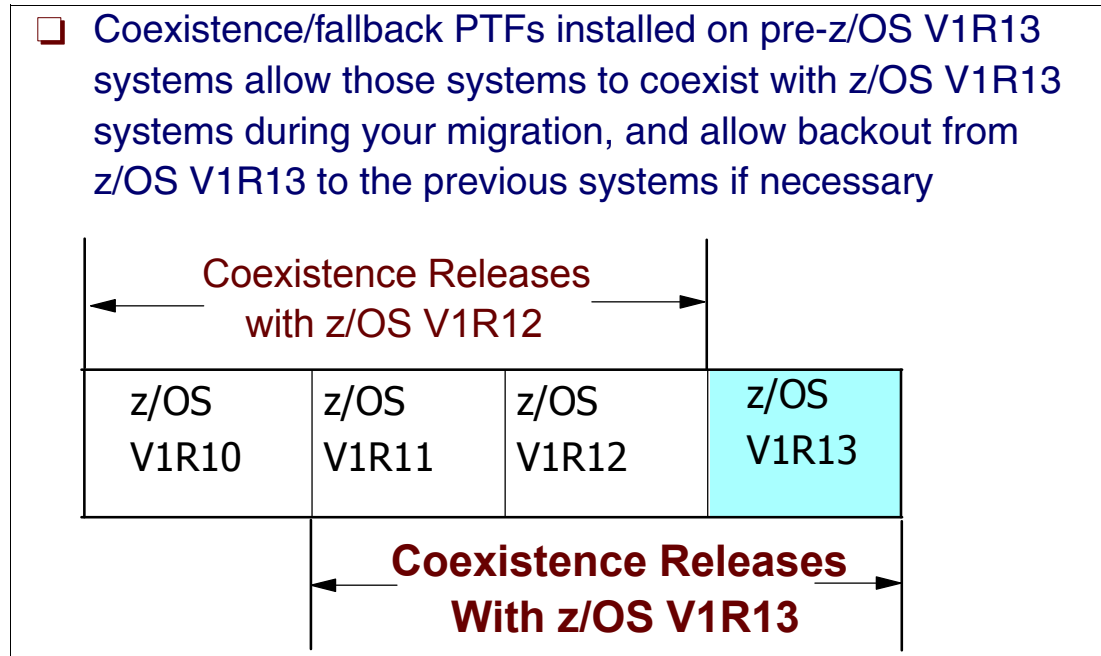 Coexistence/fallback PTFs installed on pre-z/OS V1R13
systems allow those systems to coexist with z/OS V1R13
systems during your migration, and allow backout from
z/OS V1R13 to the previous systems if necessary
Coexistence Releases
with z/OS V1R12
z/OS
V1R10
z/OS
V1R11
z/OS
V1R12
z/OS
V1R13
Coexistence Releases
With z/OS V1R13